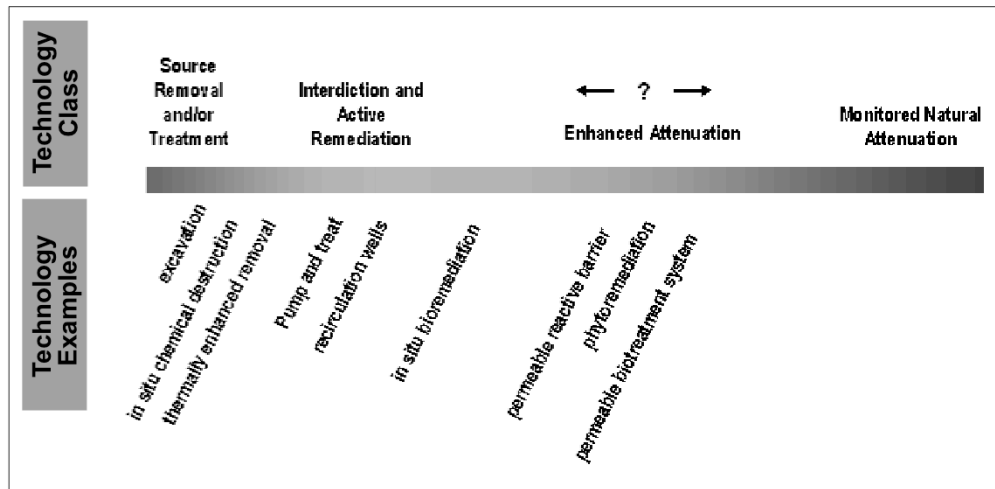 Technology
Class
Source
Removal
and/or
Treatment
Interdiction and
Active
Remediation
?
Enhanced Attenuation
Monitored Natural
Attenuation
Technology
Examples
excavation
in situ chemical destruction
thermally enhanced removal
Pump and treat
recirculation wells
in situ bioremediation
permeable reactive barrier
phytoremediation
permeable biotreatment system